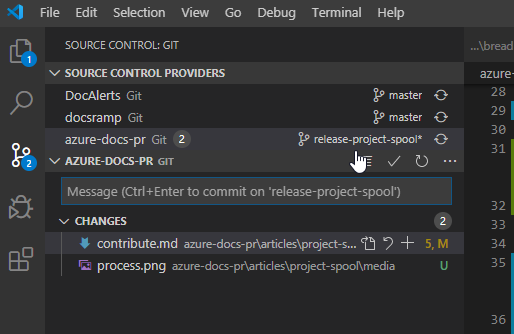 File Edit Selection View Go Debug Terminal Help
SOURCE CONTROL: GIT
...\bread
1
SOURCE CONTROL PROVIDERS
azure-
DocAlerts Git master
28
docsramp Git master
29
azure-docs-pr Git 2 release-project-spool*
30
2
AZURE-DOCS-PR GIT
31
Message (Ctrl+Enter to commit on 'release-project-spool')
32
CHANGES 2
33
contribute.md azure-docs-pr\articles\project-s... 5, M
34
process.png azure-docs-pr\articles\project-spool\media U
35
36